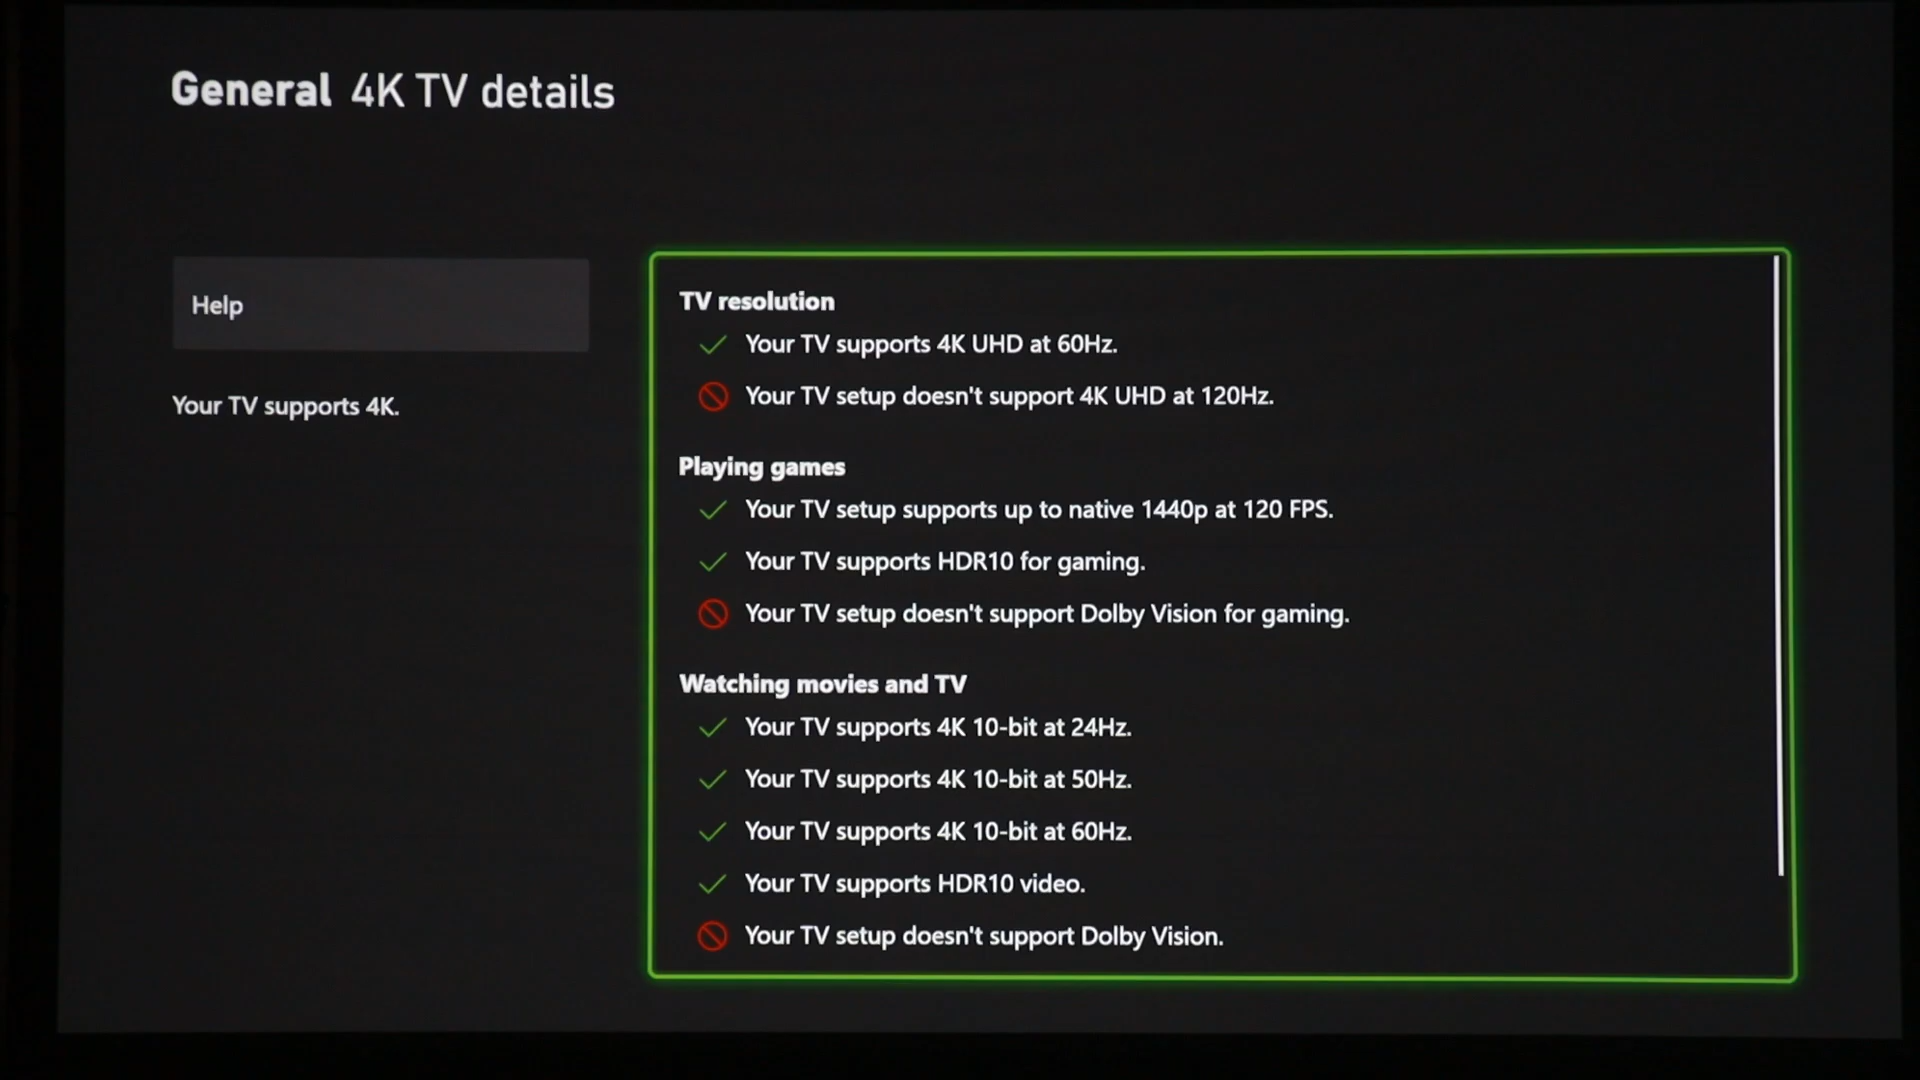 General 4K TV details
Help
Your TV supports 4K.
TV resolution
Your TV supports 4K UHD at 60Hz.
Your TV setup doesn't support 4K UHD at 120Hz.
Playing games
Your TV setup supports up to native 1440p at 120 FPS.
Your TV supports HDR10 for gaming.
Your TV setup doesn't support Dolby Vision for gaming.
Watching movies and TV
Your TV supports 4K 10-bit at 24Hz.
Your TV supports 4K 10-bit at 50Hz.
Your TV supports 4K 10-bit at 60Hz.
Your TV supports HDR10 video.
Your TV setup doesn't support Dolby Vision.